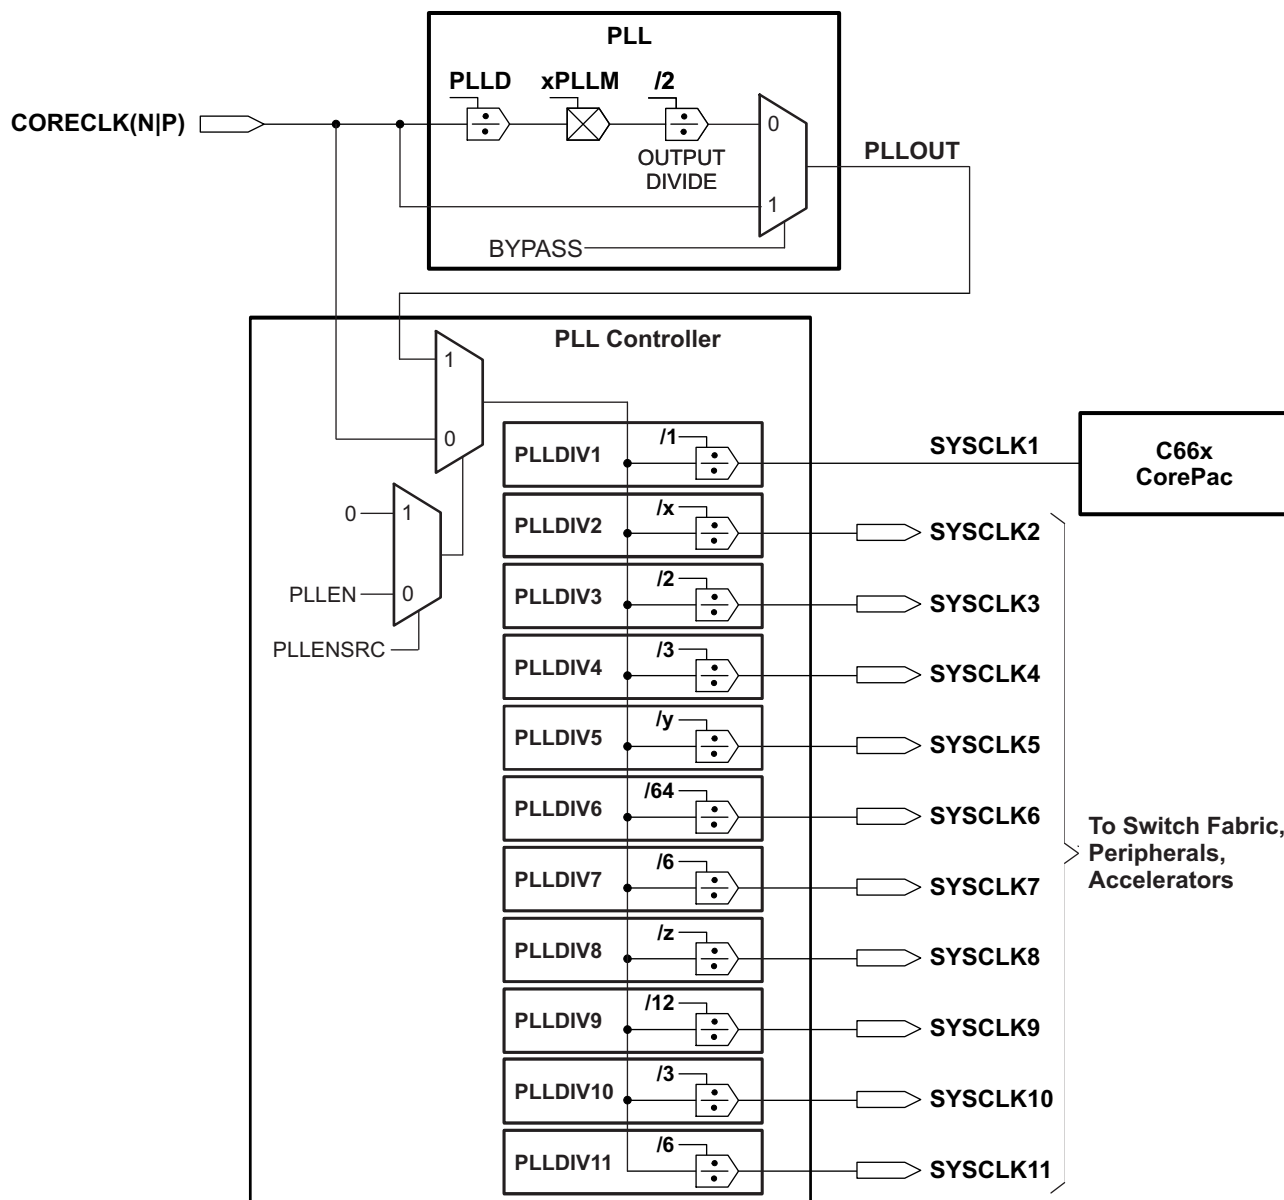 PLL
PLLD
xPLLM
/2
CORECLK(N|P)
0
OUTPUT
DIVIDE
PLLOUT
1
BYPASS
PLL Controller
1
0
/1
PLLDIV1
SYSCLK1
C66x
CorePac
0
1
/x
PLLDIV2
SYSCLK2
PLLEN
0
/2
PLLDIV3
SYSCLK3
PLLENSRC
/3
PLLDIV4
SYSCLK4
/y
PLLDIV5
SYSCLK5
/64
PLLDIV6
SYSCLK6
To Switch Fabric,
Peripherals,
Accelerators
/6
PLLDIV7
SYSCLK7
/z
PLLDIV8
SYSCLK8
/12
PLLDIV9
SYSCLK9
/3
PLLDIV10
SYSCLK10
/6
PLLDIV11
SYSCLK11